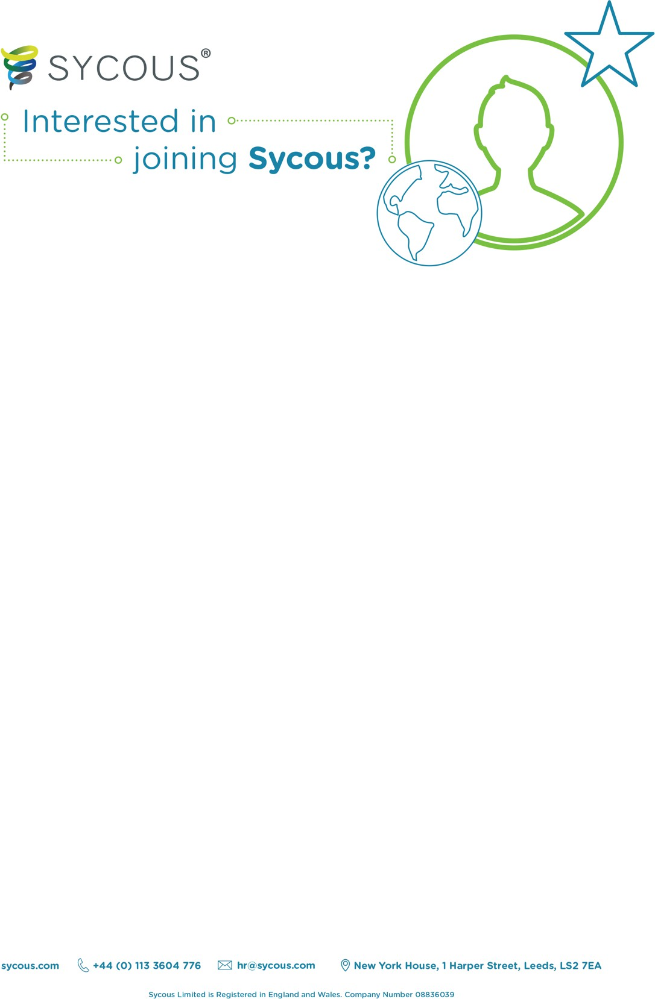 SYCOUS®
Interested in
joining Sycous?
sycous.com +44 (0) 113 3604 776 hr@sycous.com New York House, 1 Harper Street, Leeds, LS2 7EA
Sycous Limited is Registered in England and Wales. Company Number 08836039